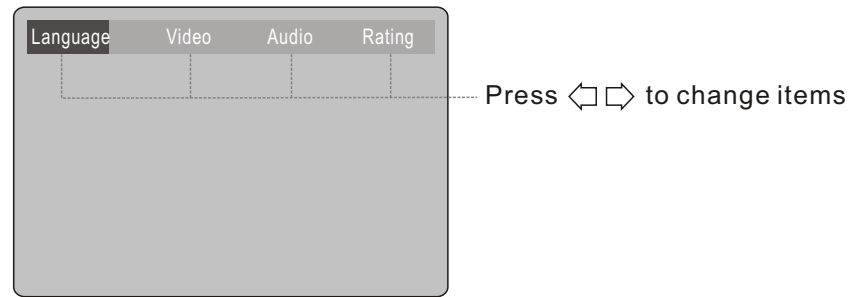 Language Video Audio Rating
Press ⇦ ⇨ to change items